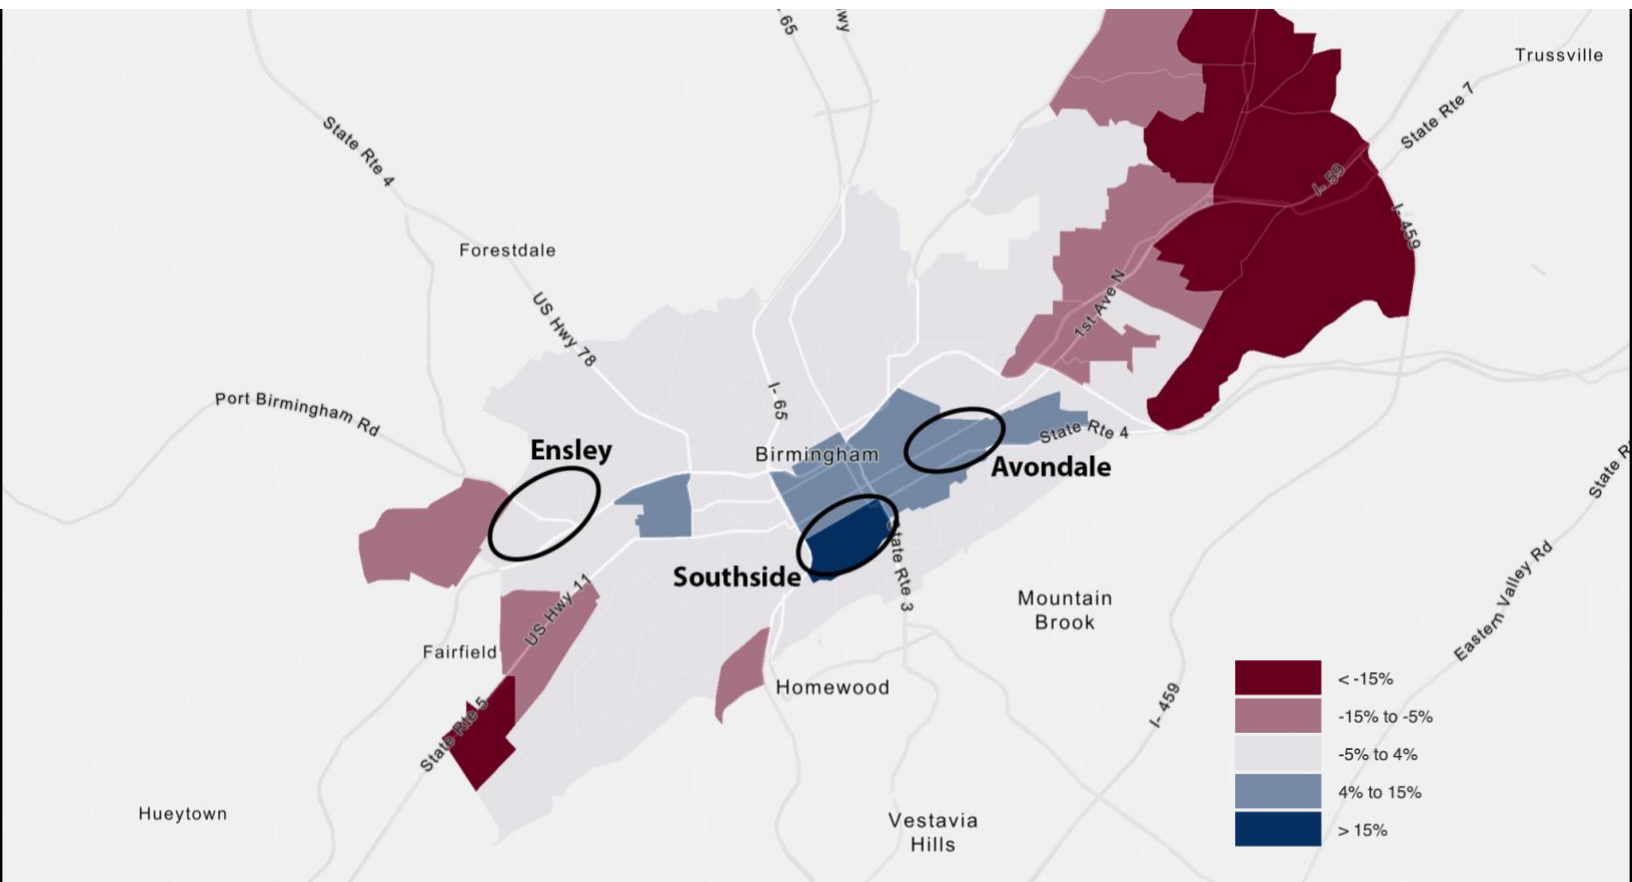 65
wy
Trussville
State Rte 7
State Rte 4
I- 59
I- 459
Forestdale
US Hwy 78
1st Ave N
I- 65
Port Birmingham Rd
Ensley
Birmingham
State Rte 4
Avondale
State R
Southside
State Rte 3
Eastern Valley Rd
US Hwy 11
Mountain
Brook
Fairfield
Homewood
State Rte 5
I- 459
Hueytown
Vestavia
Hills
< -15%
-15% to -5%
-5% to 4%
4% to 15%
> 15%